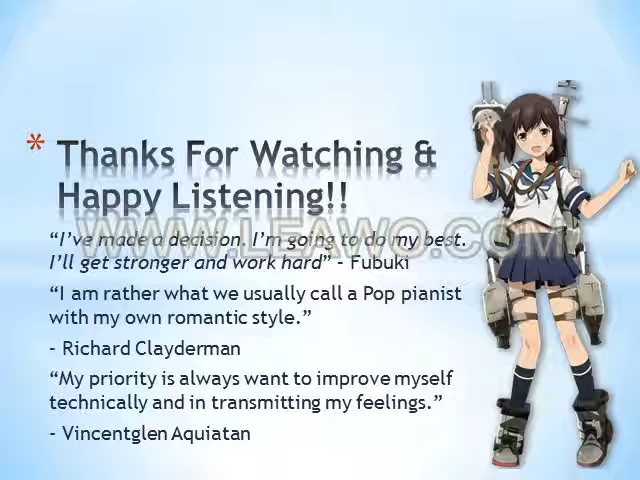 * Thanks For Watching &
Happy Listening!!
WWW.LEAWO.COM
“I’ve made a decision. I’m going to do my best.
I’ll get stronger and work hard” – Fubuki
“I am rather what we usually call a Pop pianist
with my own romantic style.”
- Richard Clayderman
“My priority is always want to improve myself
technically and in transmitting my feelings.”
- Vincentglen Aquiatan